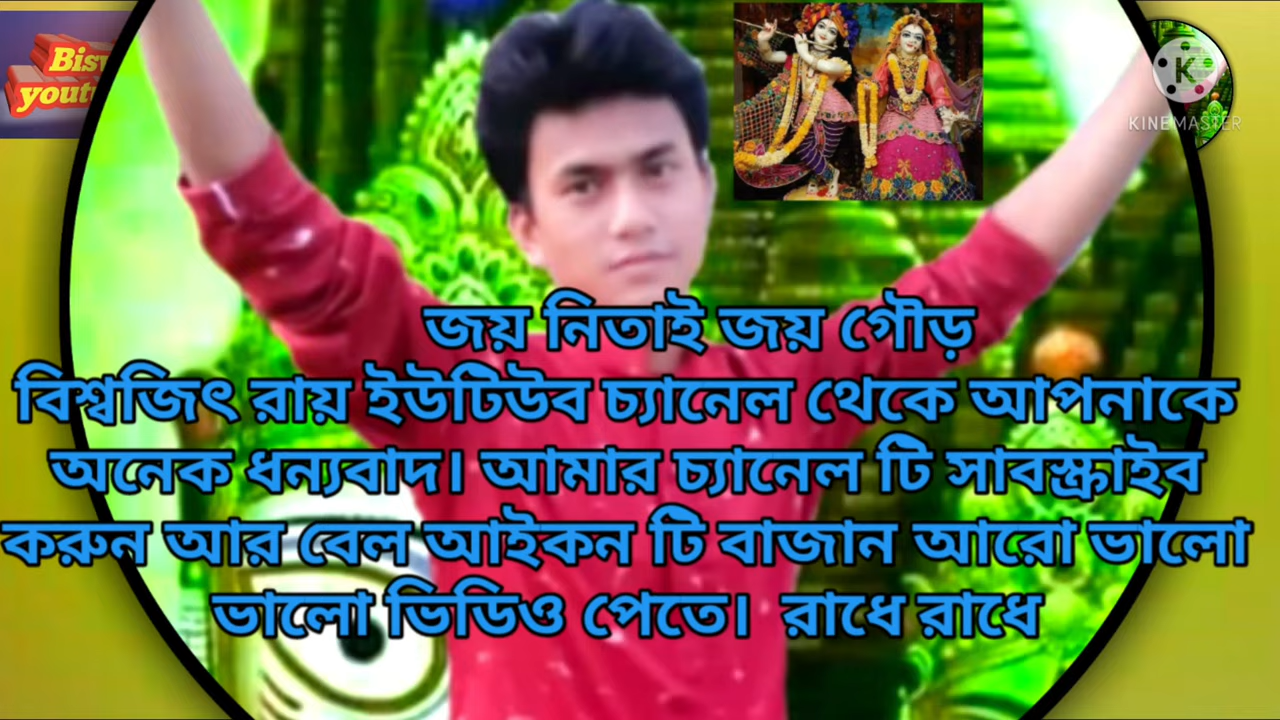 জয় নিতাই জয় গৌড়
বিশ্বজিৎ রায় ইউটিউব চ্যানেল থেকে আপনাকে
অনেক ধন্যবাদ। আমার চ্যানেল টি সাবস্ক্রাইব
করুন আর বেল আইকন টি বাজান আরো ভালো
ভালো ভিডিও পেতে। রাধে রাধে
K
KINEMASTER